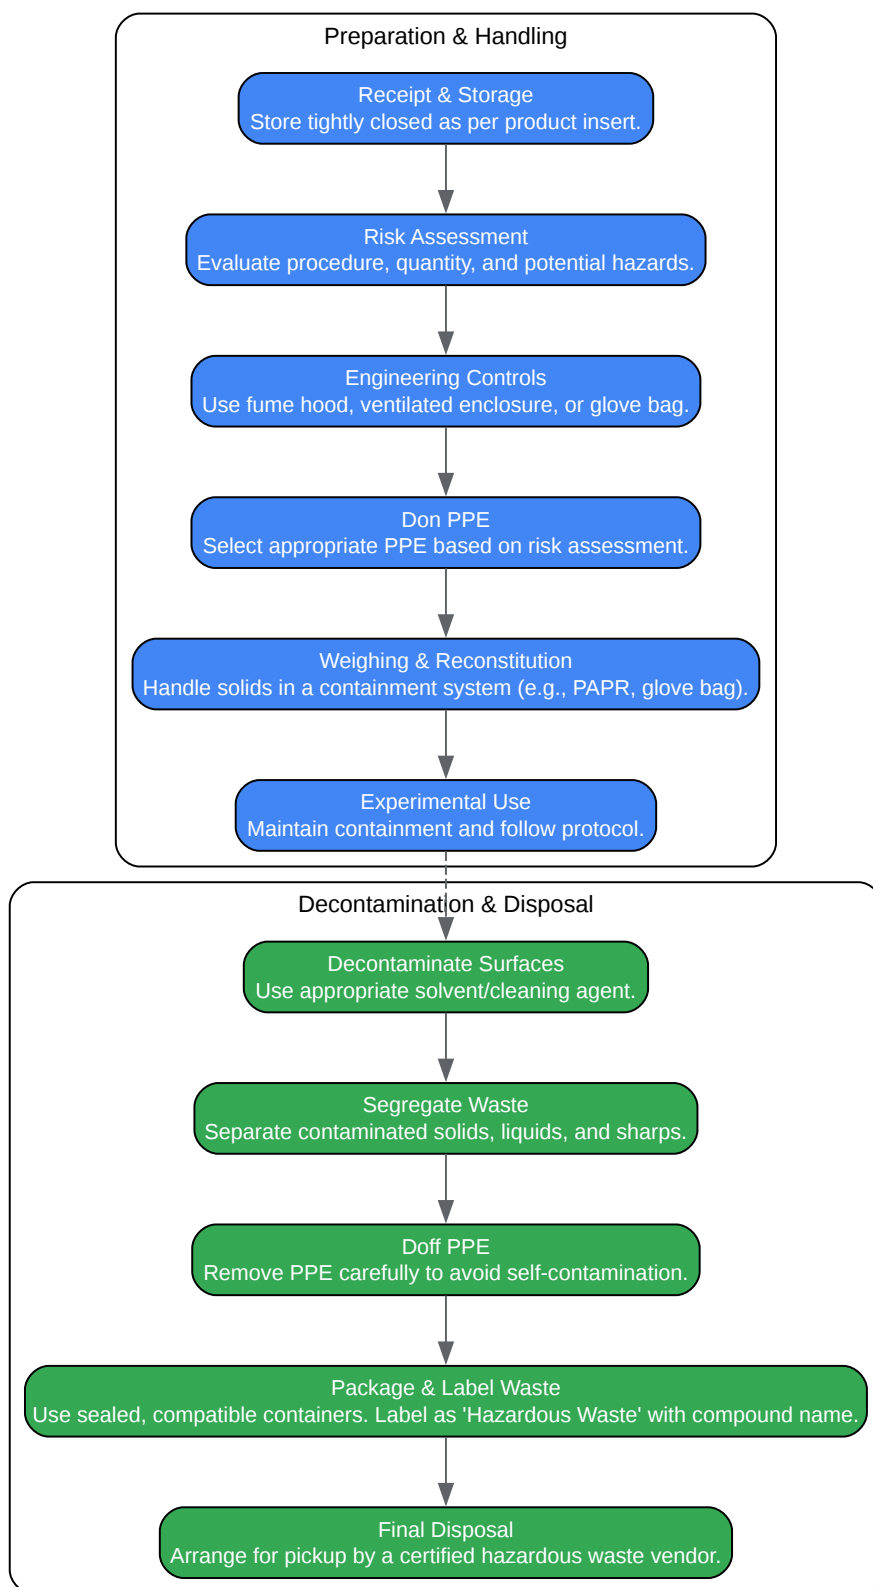 Preparation & Handling
Receipt & Storage
Store tightly closed as per product insert.
Risk Assessment
Evaluate procedure, quantity, and potential hazards.
Engineering Controls
Use fume hood, ventilated enclosure, or glove bag.
Don PPE
Select appropriate PPE based on risk assessment.
Weighing & Reconstitution
Handle solids in a containment system (e.g., PAPR, glove bag).
Experimental Use
Maintain containment and follow protocol.
Decontamination & Disposal
Decontaminate Surfaces
Use appropriate solvent/cleaning agent.
Segregate Waste
Separate contaminated solids, liquids, and sharps.
Doff PPE
Remove PPE carefully to avoid self-contamination.
Package & Label Waste
Use sealed, compatible containers. Label as 'Hazardous Waste' with compound name.
Final Disposal
Arrange for pickup by a certified hazardous waste vendor.